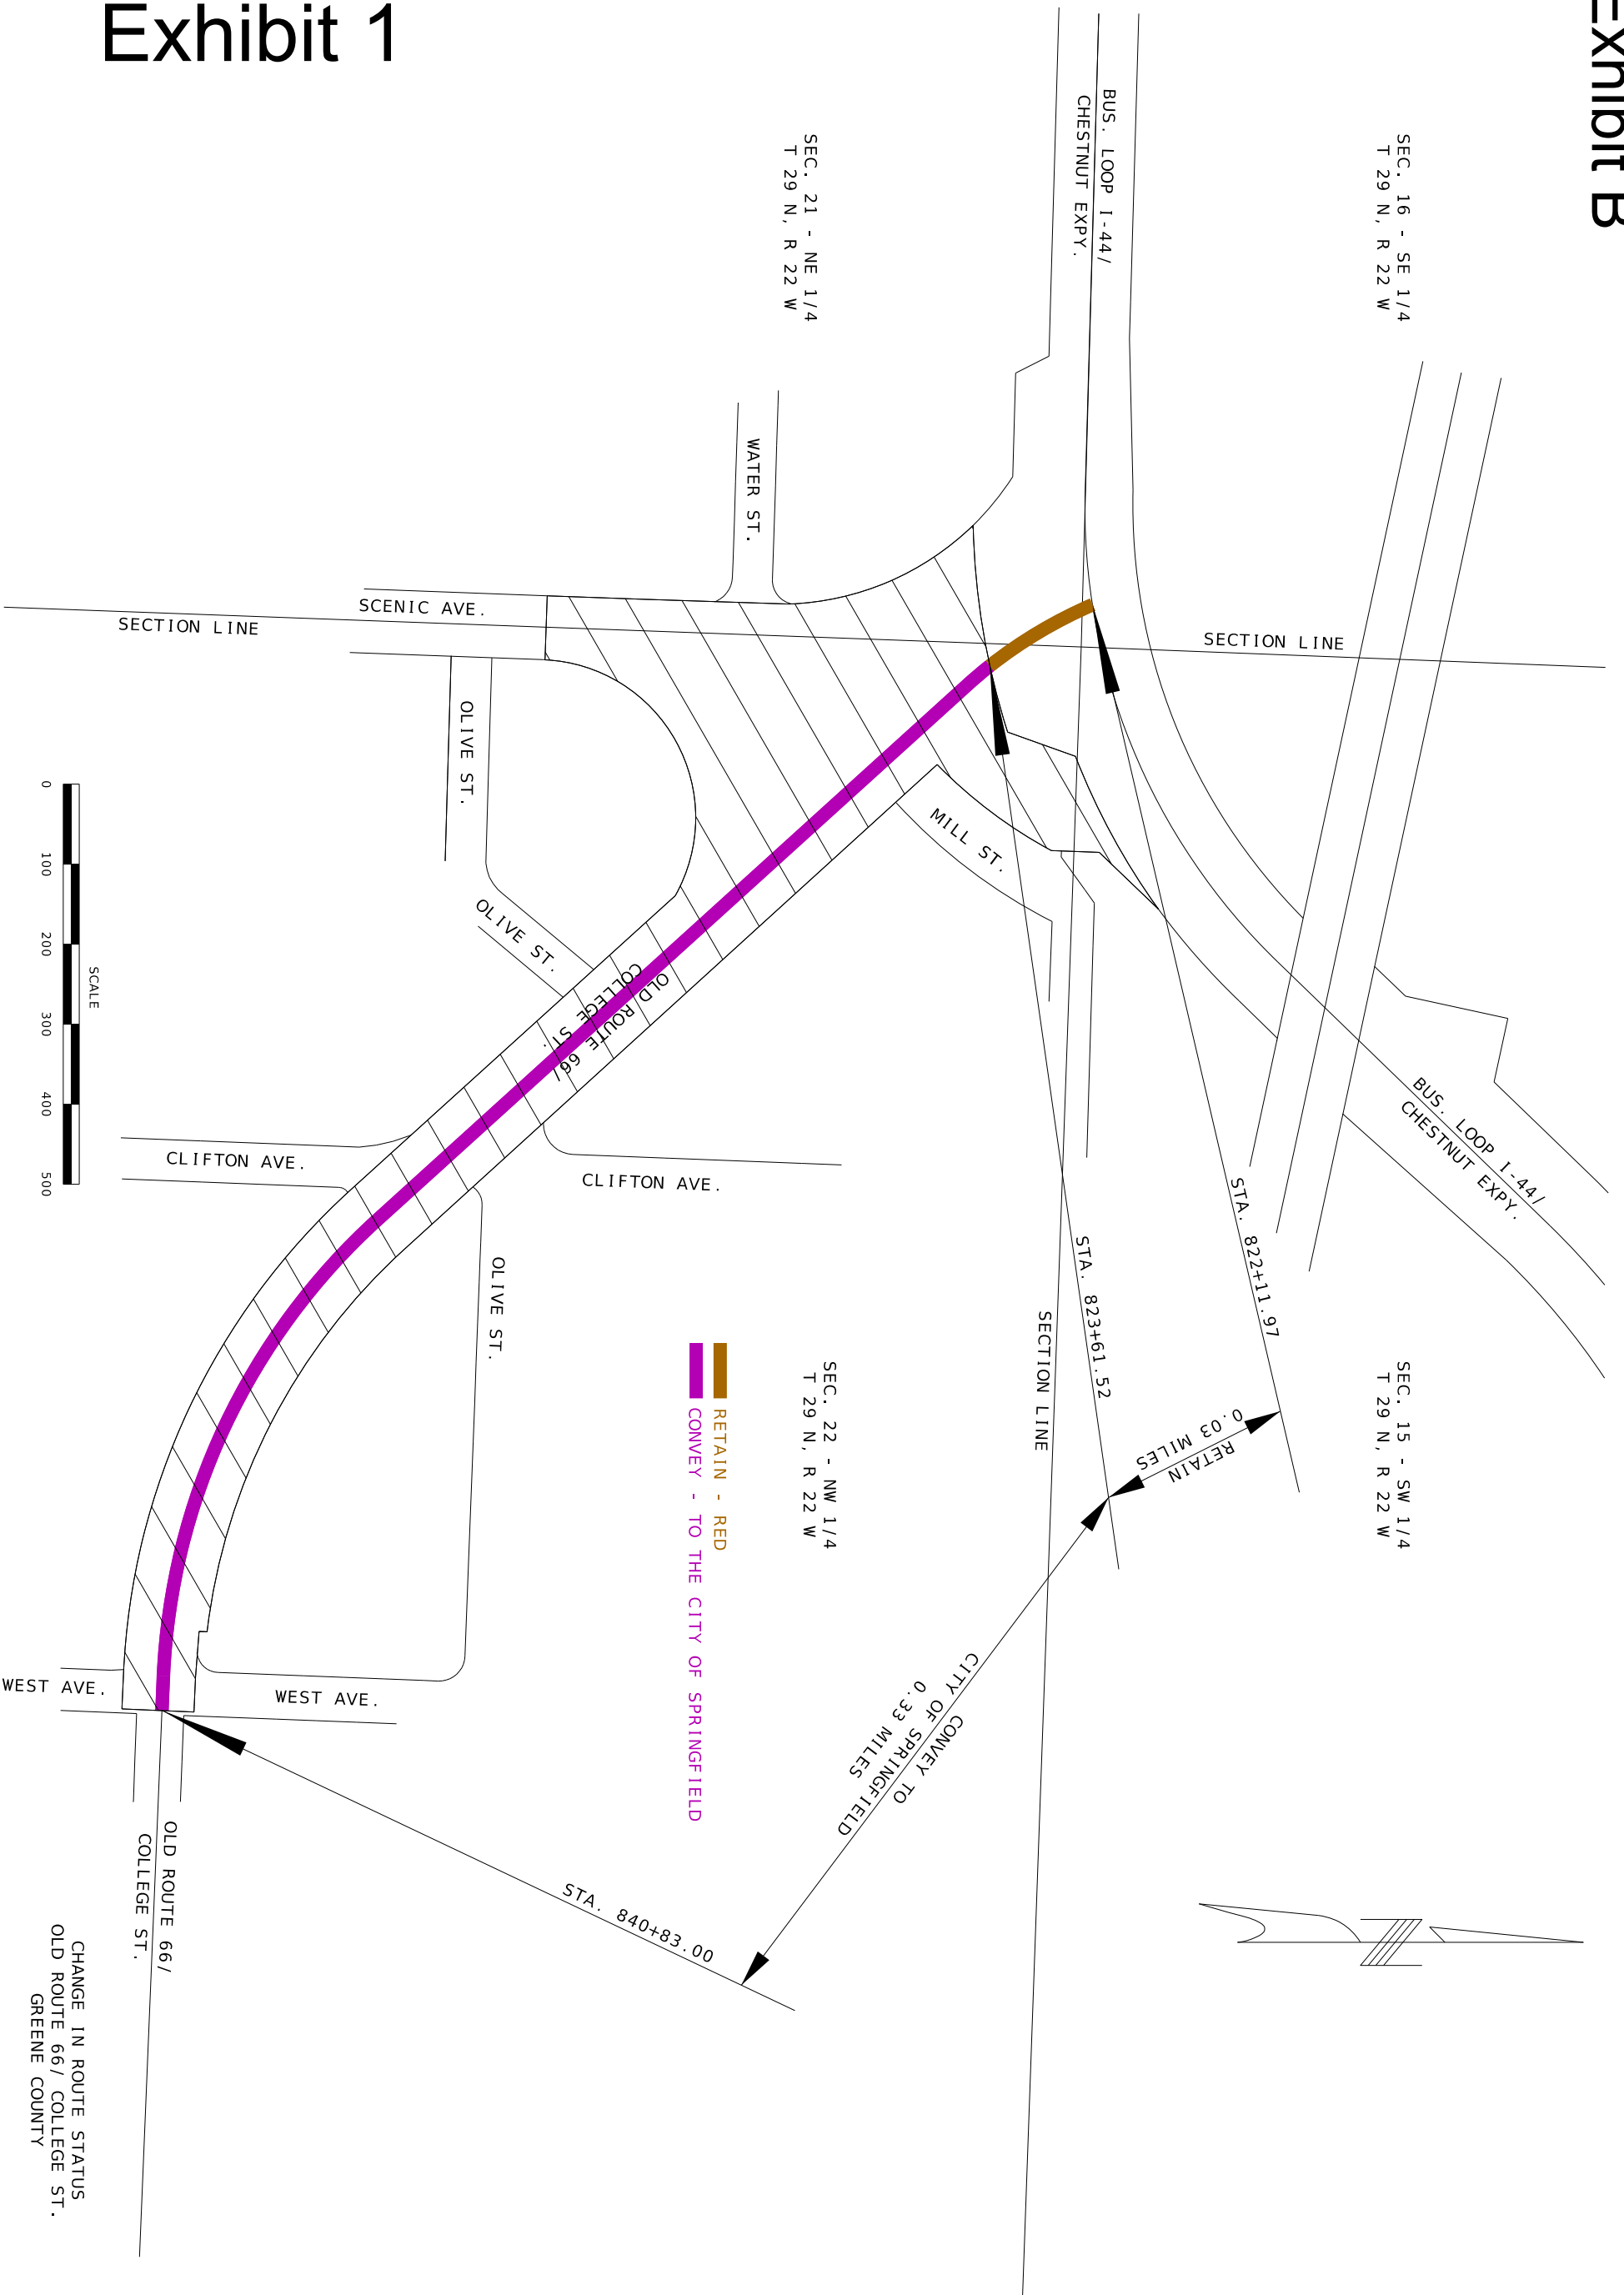 Exhibit 1
Exhibit B
SEC. 16 - SE 1/4
T 29 N, R 22 W
BUS. LOOP I-44/
CHESTNUT EXPY.
SEC. 21 - NE 1/4
T 29 N, R 22 W
WATER ST.
SCENIC AVE.
SECTION LINE
SECTION LINE
OLIVE ST.
MILL ST.
OLIVE ST.
OLD ROUTE 66/
COLLEGE ST.
SCALE
0 100 200 300 400 500
CLIFTON AVE.
CLIFTON AVE.
OLIVE ST.
BUS. LOOP I-44/
CHESTNUT EXPY.
STA. 822+11.97
STA. 823+61.52
SECTION LINE
RETAIN
0.03 MILES
SEC. 15 - SW 1/4
T 29 N, R 22 W
SEC. 22 - NW 1/4
T 29 N, R 22 W
RETAIN - RED
CONVEY - TO THE CITY OF SPRINGFIELD
CONVEY TO
CITY OF SPRINGFIELD
0.33 MILES
WEST AVE.
WEST AVE.
STA. 840+83.00
OLD ROUTE 66/
COLLEGE ST.
CHANGE IN ROUTE STATUS
OLD ROUTE 66/ COLLEGE ST.
GREENE COUNTY